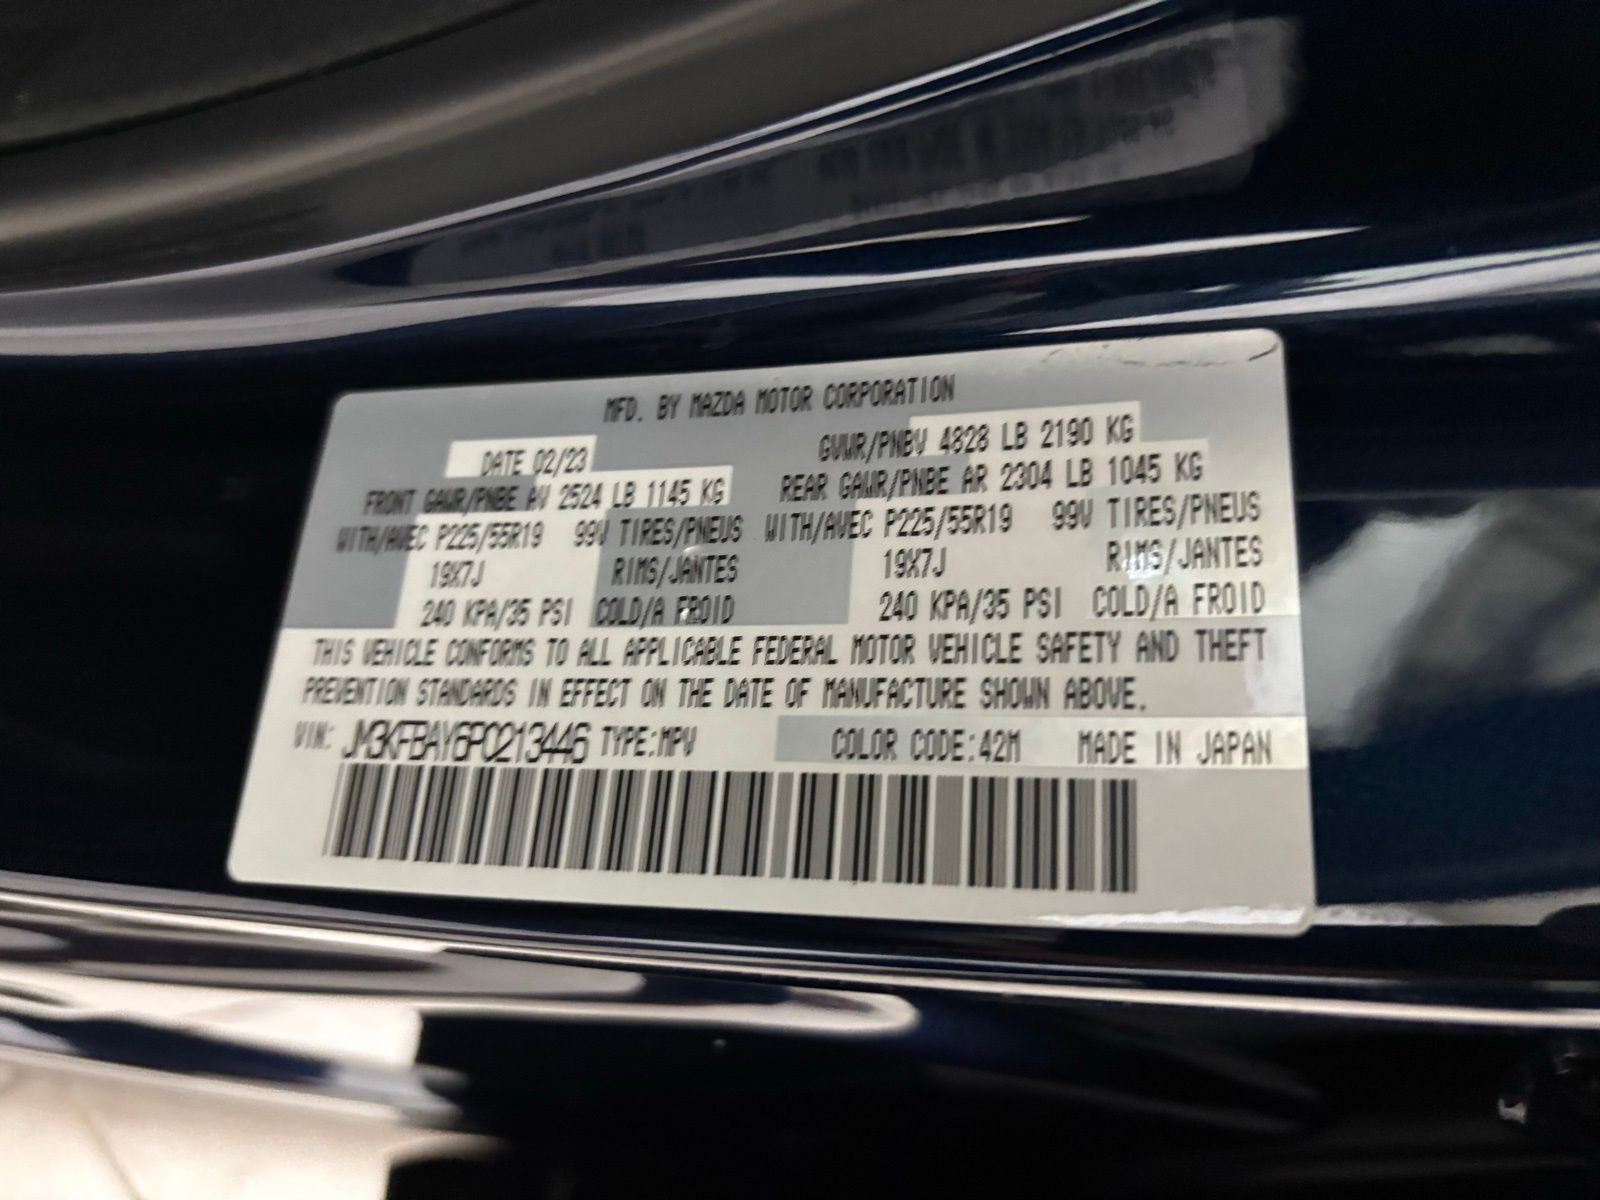 MFD. BY MAZDA MOTOR CORPORATION
DATE 02/23 GVWR/PNBV 4828 LB 2190 KG
FRONT GAWR/PNBE AV 2524 LB 1145 KG REAR GAWR/PNBE AR 2304 LB 1045 KG
WITH/AVEC P225/55R19 99V TIRES/PNEUS WITH/AVEC P225/55R19 99V TIRES/PNEUS
19X7J RIMS/JANTES 19X7J RIMS/JANTES
240 KPA/35 PSI COLD/A FROID 240 KPA/35 PSI COLD/A FROID
THIS VEHICLE CONFORMS TO ALL APPLICABLE FEDERAL MOTOR VEHICLE SAFETY AND THEFT
PREVENTION STANDARDS IN EFFECT ON THE DATE OF MANUFACTURE SHOWN ABOVE.
VIN: JM3KFBAY6P0213446 TYPE:MPV COLOR CODE:42M MADE IN JAPAN